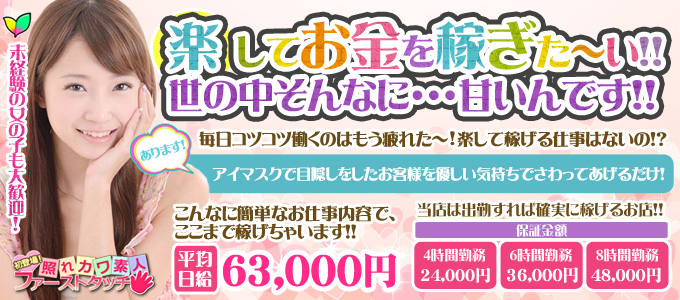 未経験の女の子も大歓迎!
楽してお金を稼ぎた〜い!!
世の中そんなに・・・甘いんです!!
毎日コツコツ働くのはもう疲れた〜!楽して稼げる仕事はないの!?
あります!
アイマスクで目隠しをしたお客様を優しい気持ちでさわってあげるだけ!
こんなに簡単なお仕事内容で、
ここまで稼げちゃいます!!
平均日給 63,000円
当店は出勤すれば確実に稼げるお店!!
保証金額
4時間勤務 6時間勤務 8時間勤務
24,000円 36,000円 48,000円
初登場!
照れカワ素人
ファーストタッチ